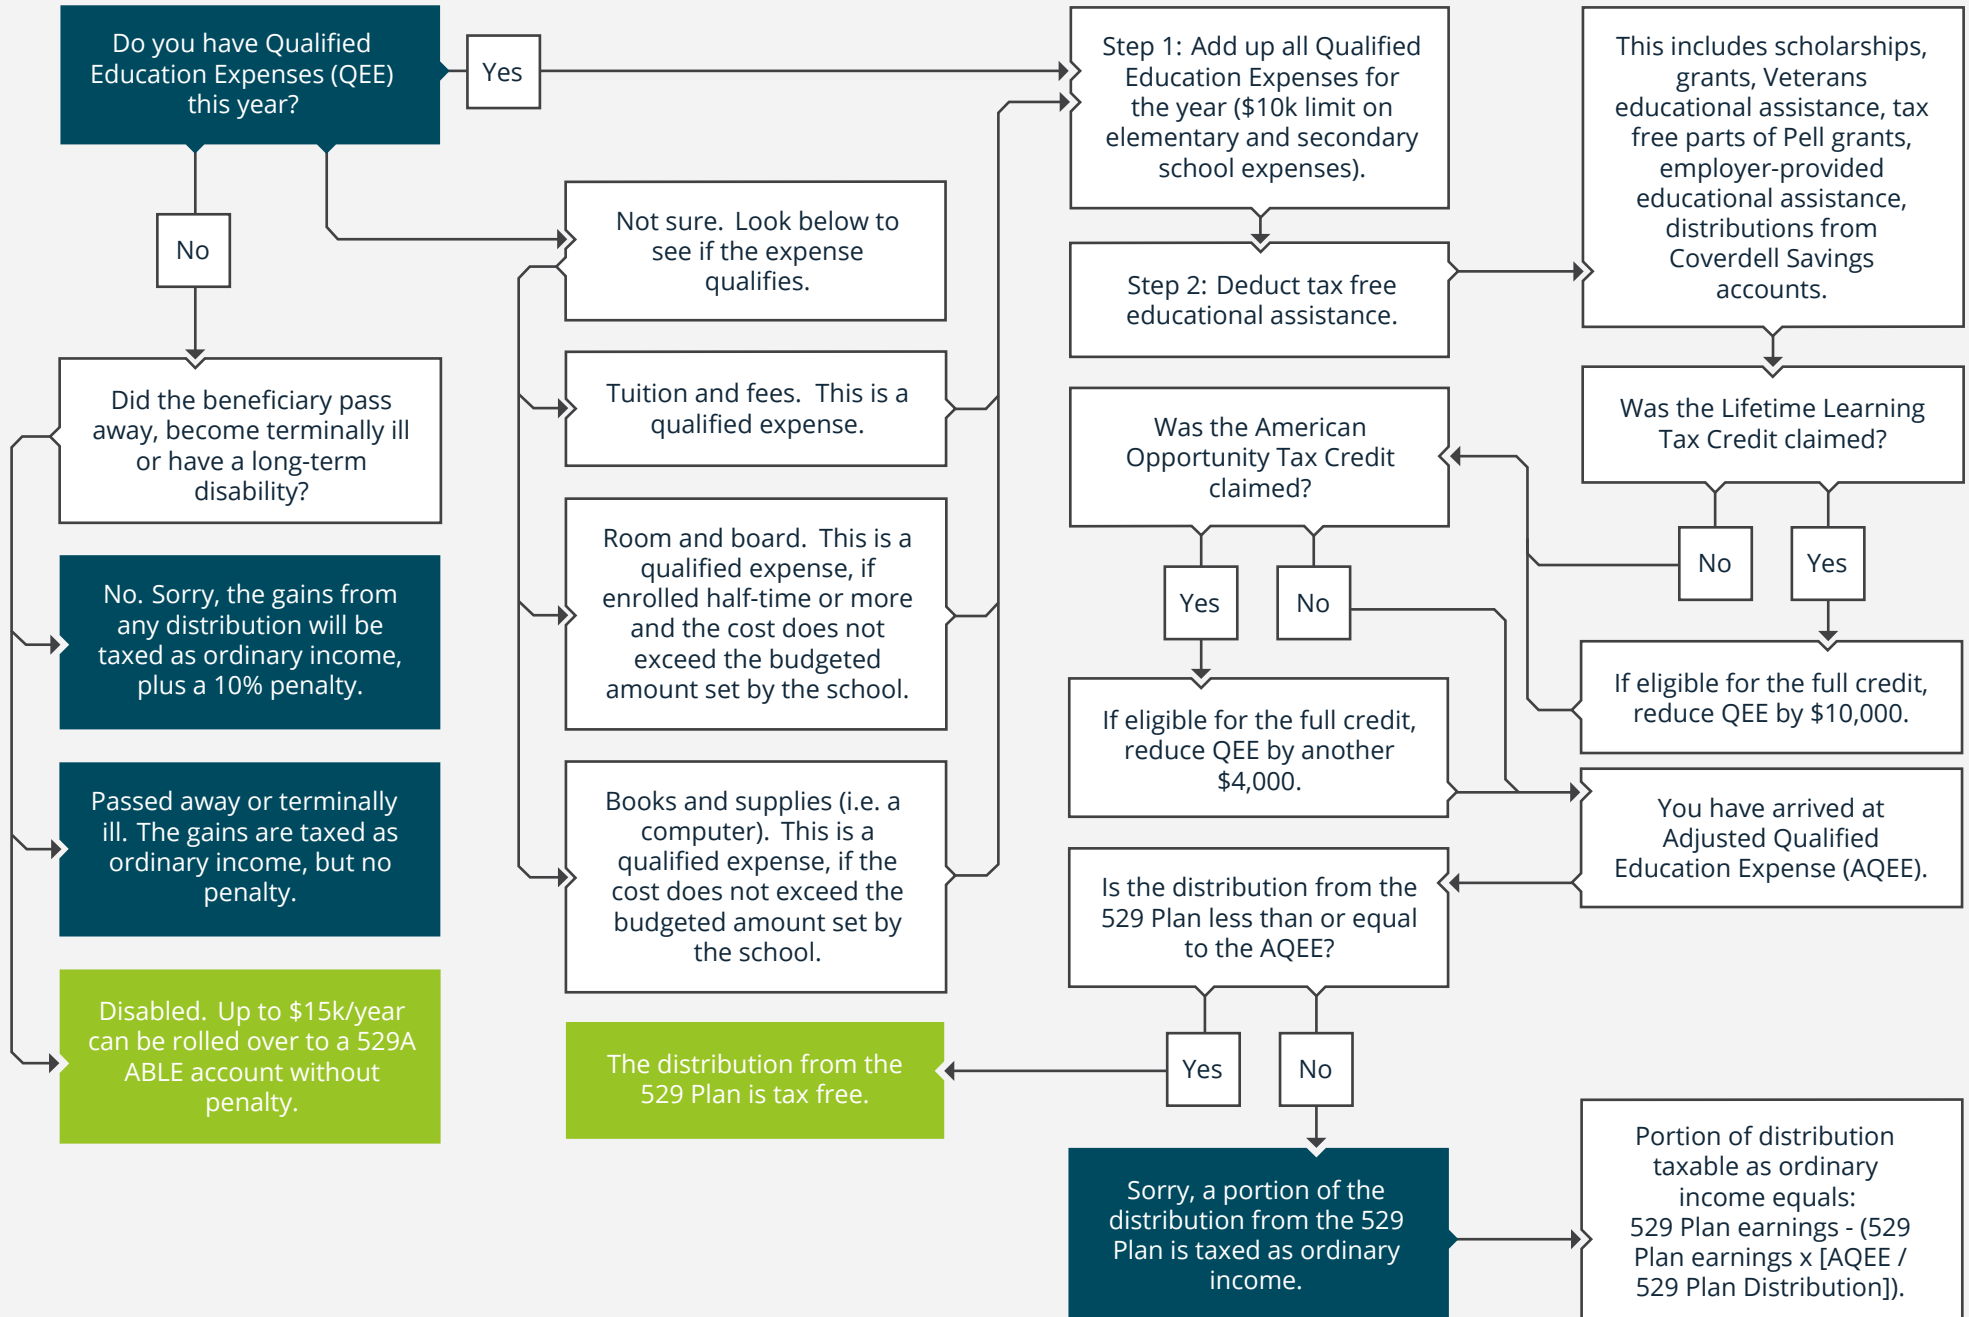 Do you have Qualified
Education Expenses (QEE)
this year?
Yes
No
Did the beneficiary pass
away, become terminally ill
or have a long-term
disability?
No. Sorry, the gains from
any distribution will be
taxed as ordinary income,
plus a 10% penalty.
Passed away or terminally
ill. The gains are taxed as
ordinary income, but no
penalty.
Disabled. Up to $15k/year
can be rolled over to a 529A
ABLE account without
penalty.
Not sure. Look below to
see if the expense
qualifies.
Tuition and fees. This is a
qualified expense.
Room and board. This is a
qualified expense, if
enrolled half-time or more
and the cost does not
exceed the budgeted
amount set by the school.
Books and supplies (i.e. a
computer). This is a
qualified expense, if the
cost does not exceed the
budgeted amount set by
the school.
Step 1: Add up all Qualified
Education Expenses for
the year ($10k limit on
elementary and secondary
school expenses).
Step 2: Deduct tax free
educational assistance.
This includes scholarships,
grants, Veterans
educational assistance, tax
free parts of Pell grants,
employer-provided
educational assistance,
distributions from
Coverdell Savings
accounts.
Was the Lifetime Learning
Tax Credit claimed?
No
Yes
If eligible for the full credit,
reduce QEE by $10,000.
Was the American
Opportunity Tax Credit
claimed?
Yes
No
If eligible for the full credit,
reduce QEE by another
$4,000.
You have arrived at
Adjusted Qualified
Education Expense (AQEE).
Is the distribution from the
529 Plan less than or equal
to the AQEE?
Yes
No
The distribution from the
529 Plan is tax free.
Sorry, a portion of the
distribution from the 529
Plan is taxed as ordinary
income.
Portion of distribution
taxable as ordinary
income equals:
529 Plan earnings - (529
Plan earnings x [AQEE /
529 Plan Distribution]).